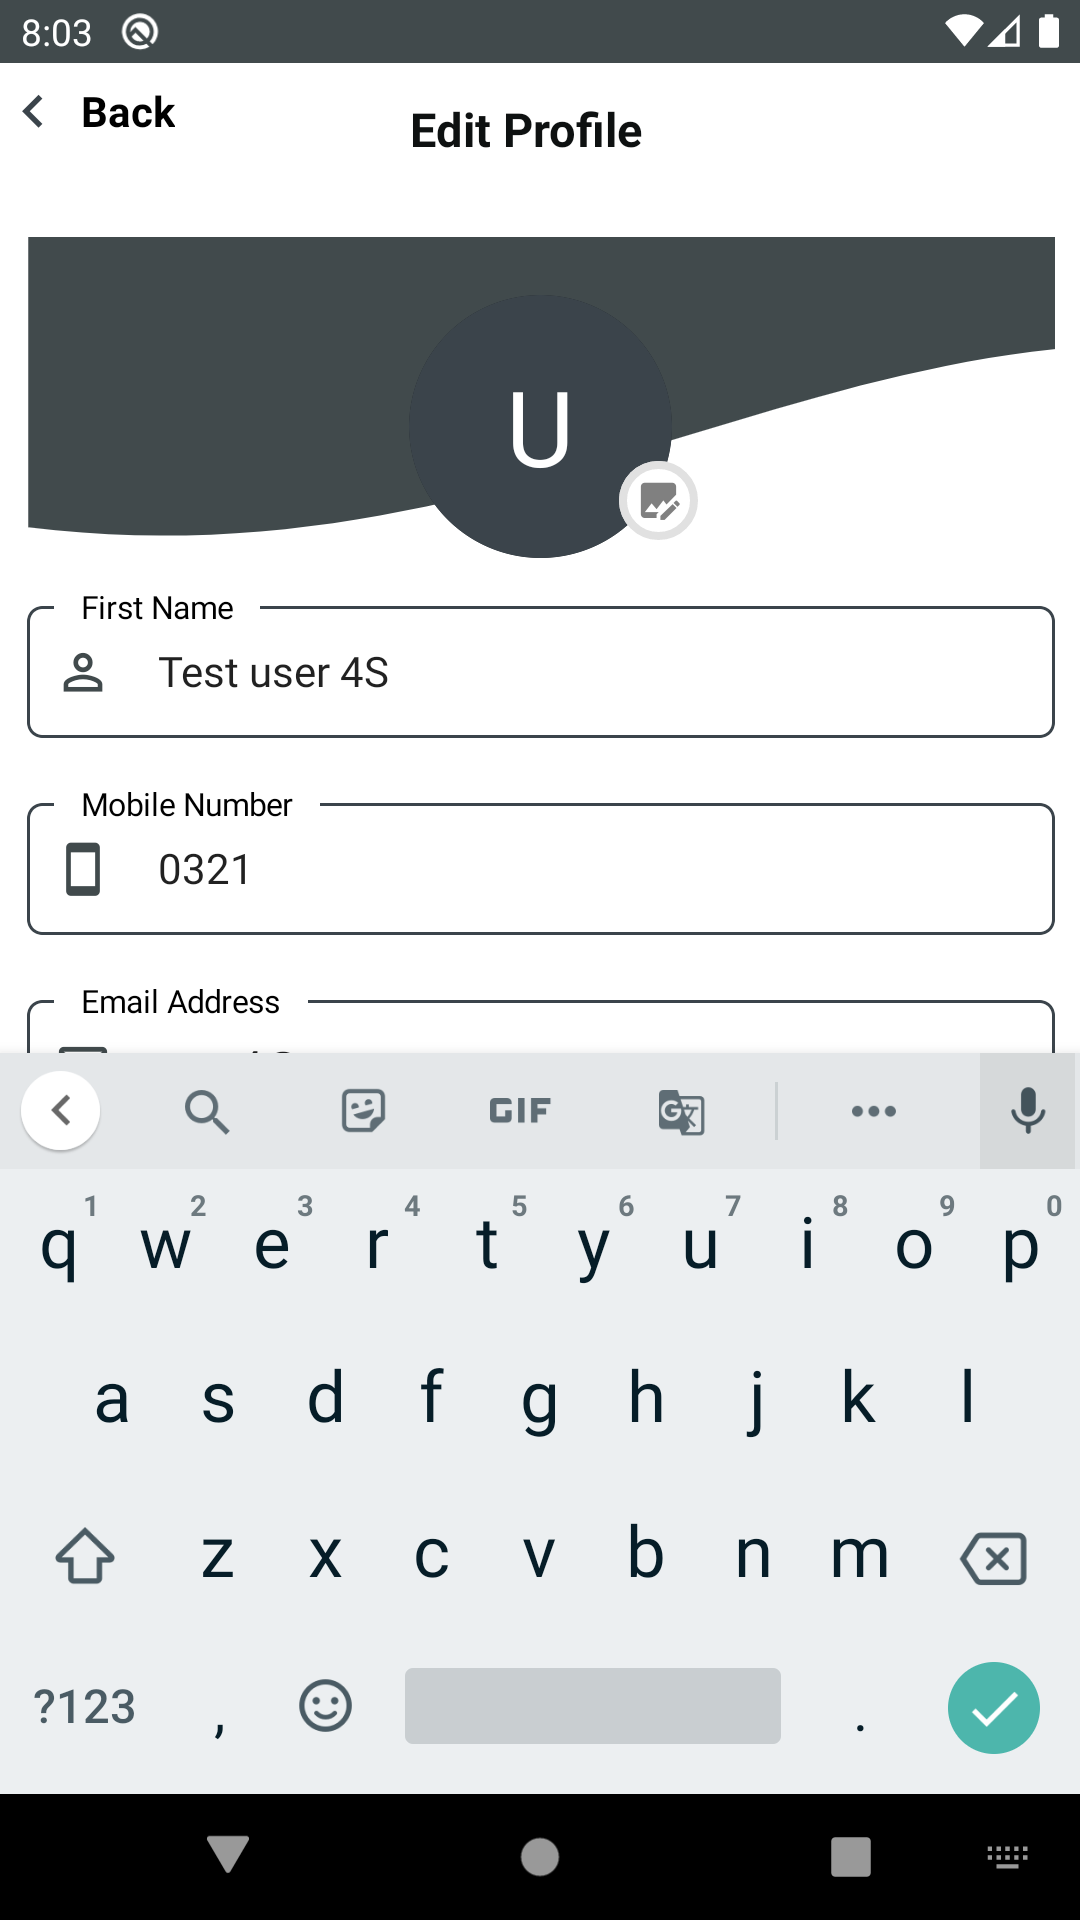 8:03
Back
Edit Profile
U
First Name
Test user 4S
Mobile Number
0321
Email Address
GIF
G
1 2 3 4 5 6 7 8 9 0
q w e r t y u i o p
a s d f g h j k l
z x c v b n m
?123 , .